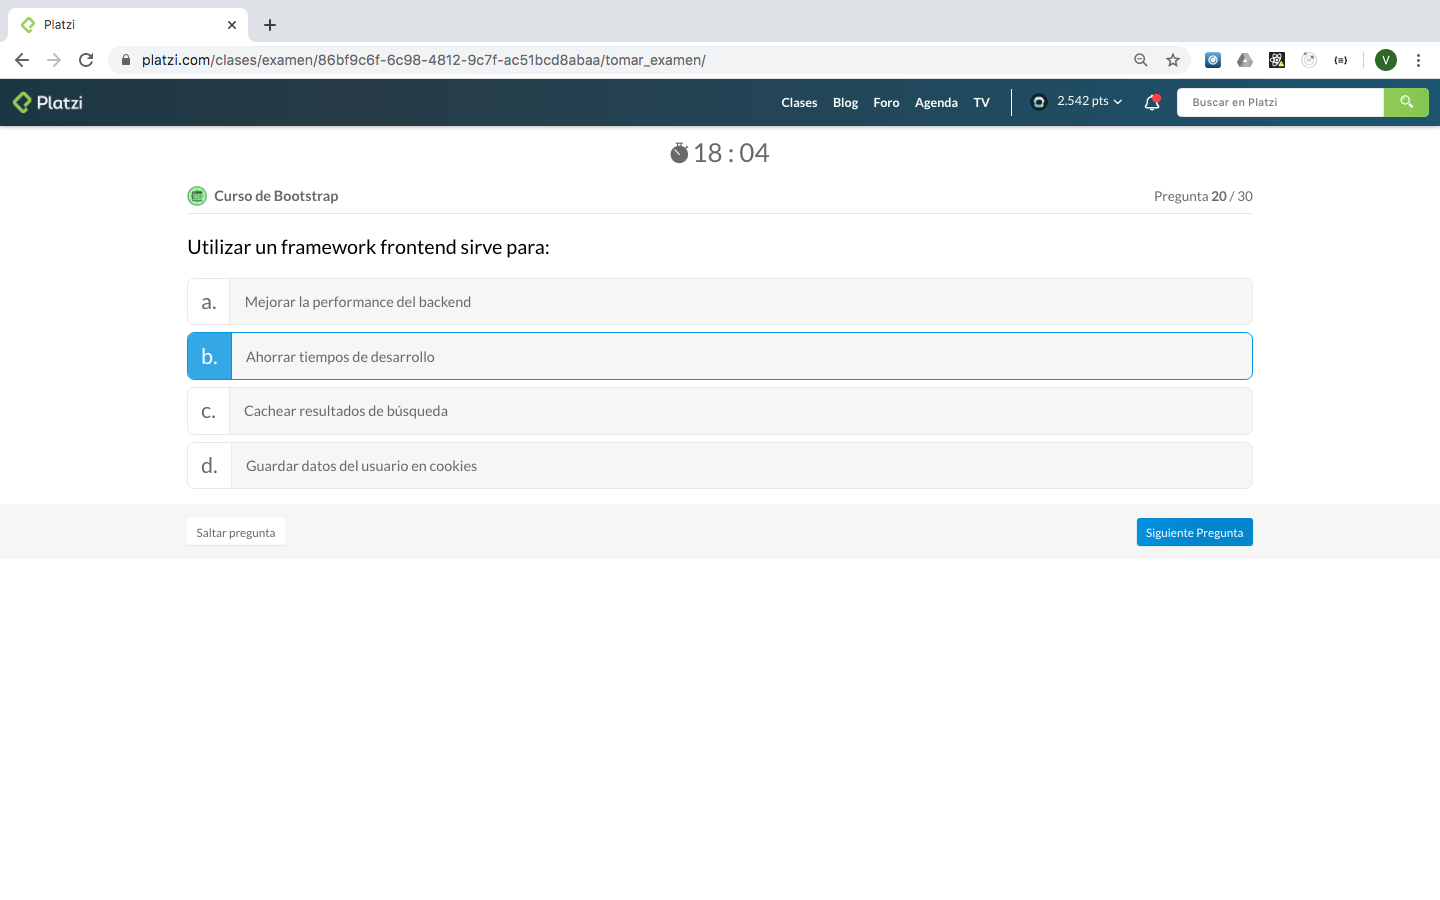 Platzi
platzi.com/clases/examen/86bf9c6f-6c98-4812-9c7f-ac51bcd8abaa/tomar_examen/
V
Platzi
Clases Blog Foro Agenda TV 2.542 pts Buscar en Platzi
18 : 04
Curso de Bootstrap Pregunta 20 / 30
Utilizar un framework frontend sirve para:
a. Mejorar la performance del backend
b. Ahorrar tiempos de desarrollo
c. Cachear resultados de búsqueda
d. Guardar datos del usuario en cookies
Saltar pregunta Siguiente Pregunta